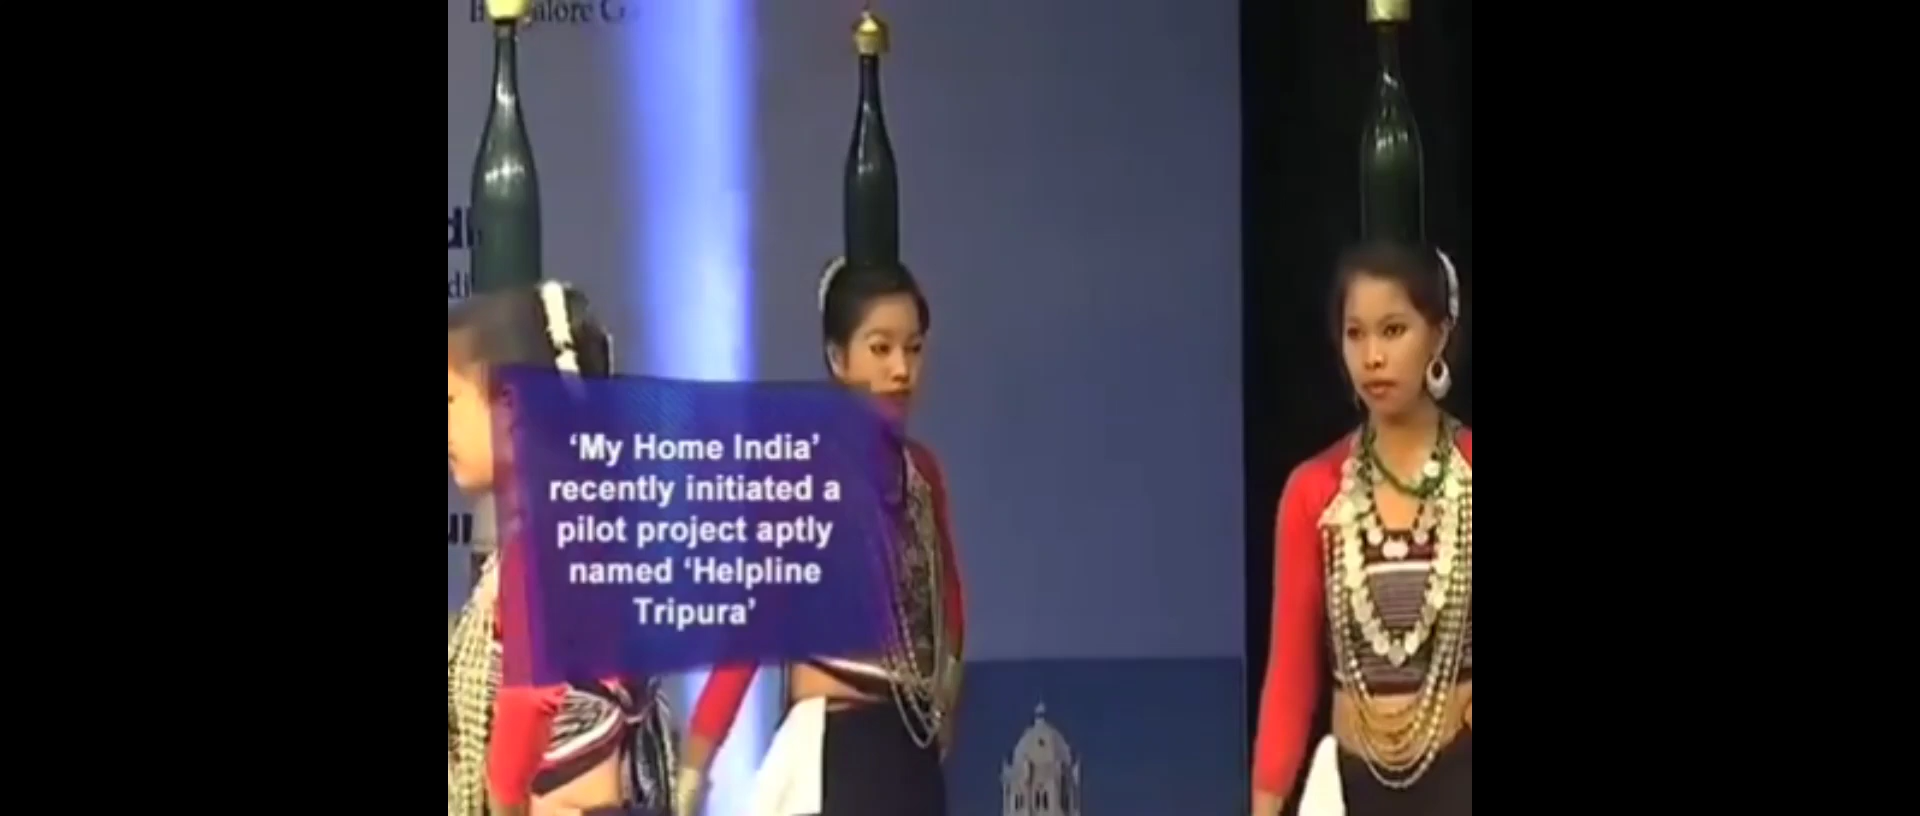 ‘My Home India’
recently initiated a
pilot project aptly
named ‘Helpline
Tripura’